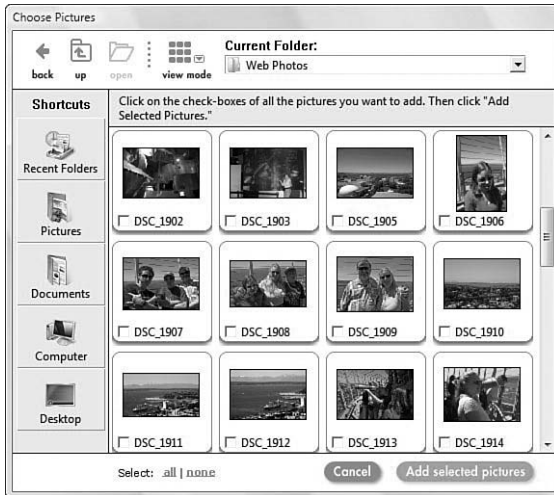 Choose Pictures
back up open view mode
Current Folder:
Web Photos
Shortcuts
Recent Folders
Pictures
Documents
Computer
Desktop
Click on the check-boxes of all the pictures you want to add. Then click "Add
Selected Pictures."
DSC_1902 DSC_1903 DSC_1905 DSC_1906
DSC_1907 DSC_1908 DSC_1909 DSC_1910
DSC_1911 DSC_1912 DSC_1913 DSC_1914
Select: all | none
Cancel Add selected pictures